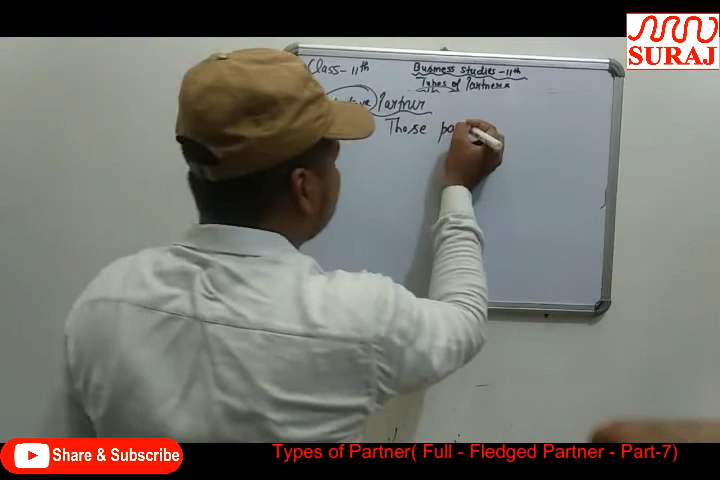 SURAJ
Class - 11th
Business Studies - 11th
Types of Partners
Partner
Those pa
Share & Subscribe
Types of Partner( Full - Fledged Partner - Part-7)